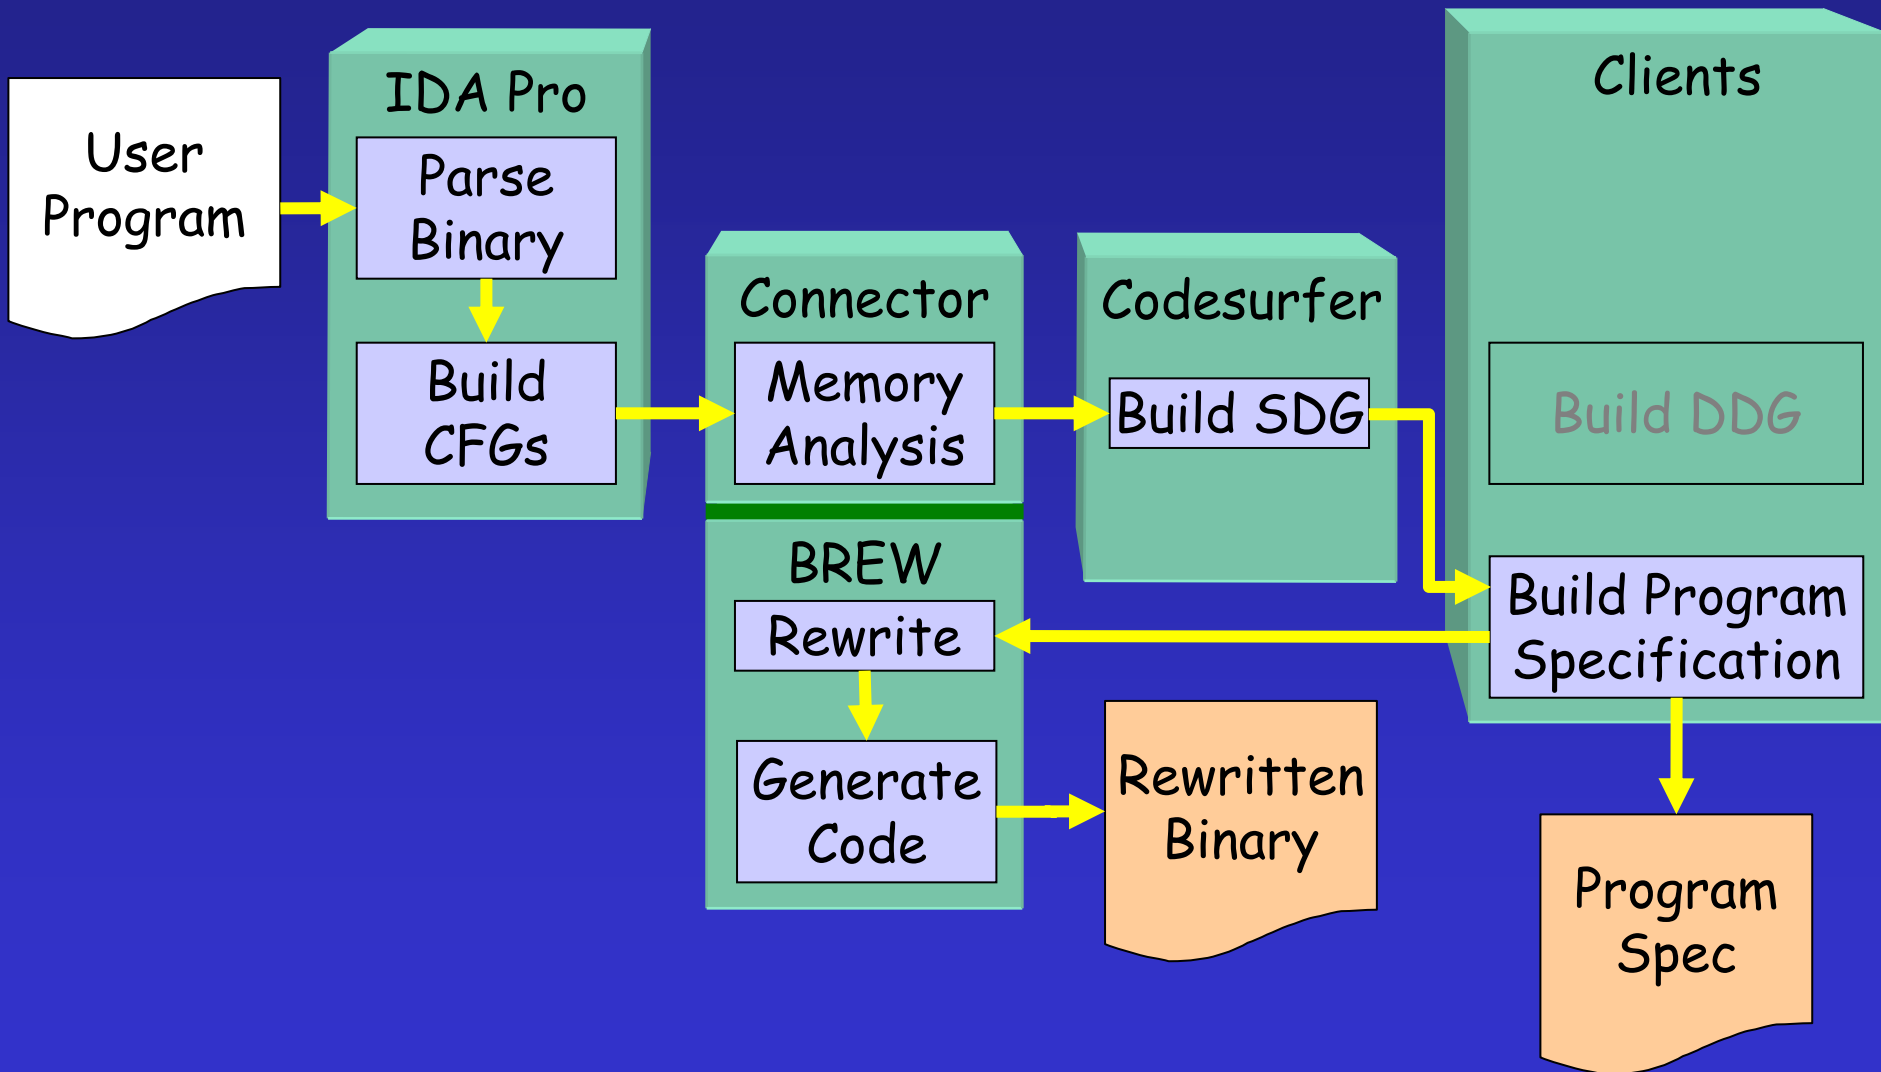 User
Program
IDA Pro
Parse
Binary
Build
CFGs
Connector
Memory
Analysis
BREW
Rewrite
Generate
Code
Codesurfer
Build SDG
Rewritten
Binary
Clients
Build DDG
Build Program
Specification
Program
Spec